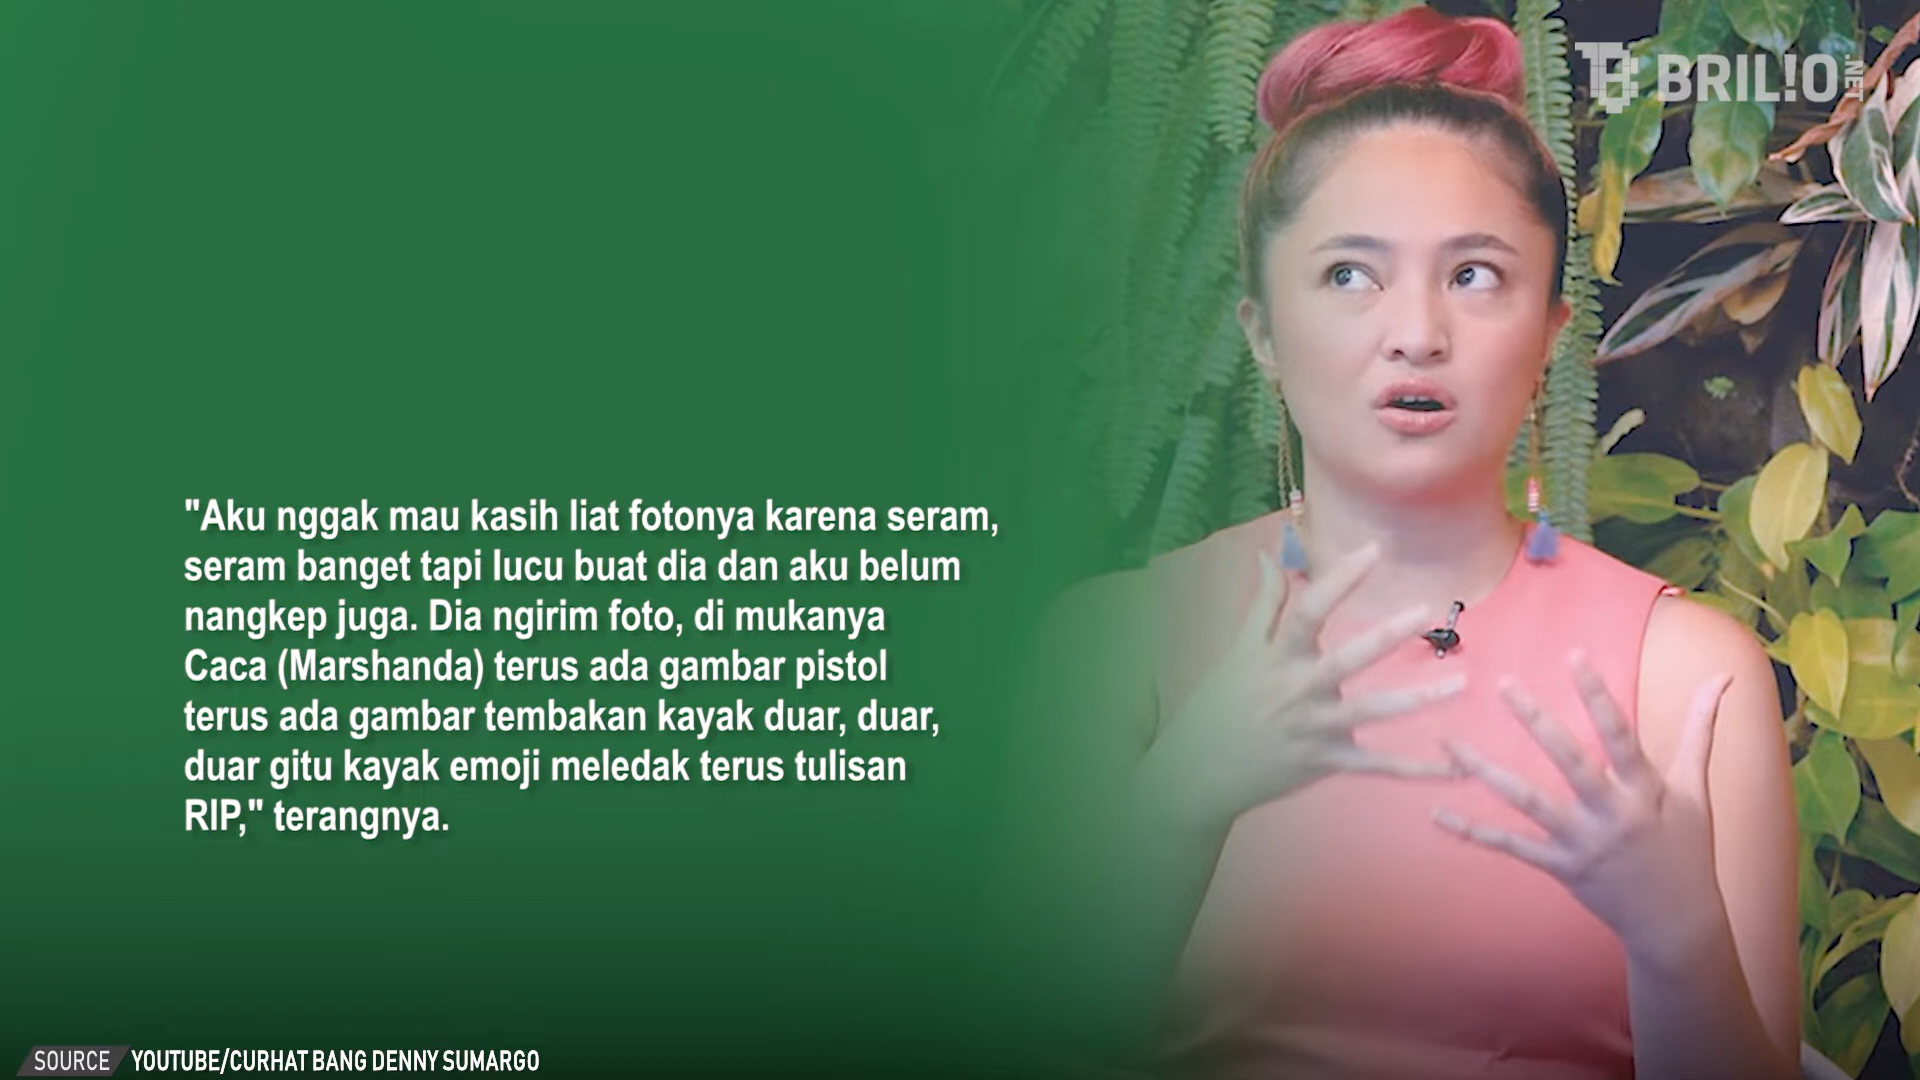 BRIL!O.NET
"Aku nggak mau kasih liat fotonya karena seram,
seram banget tapi lucu buat dia dan aku belum
nangkep juga. Dia ngirim foto, di mukanya
Caca (Marshanda) terus ada gambar pistol
terus ada gambar tembakan kayak duar, duar,
duar gitu kayak emoji meledak terus tulisan
RIP," terangnya.
SOURCE YOUTUBE/CURHAT BANG DENNY SUMARGO